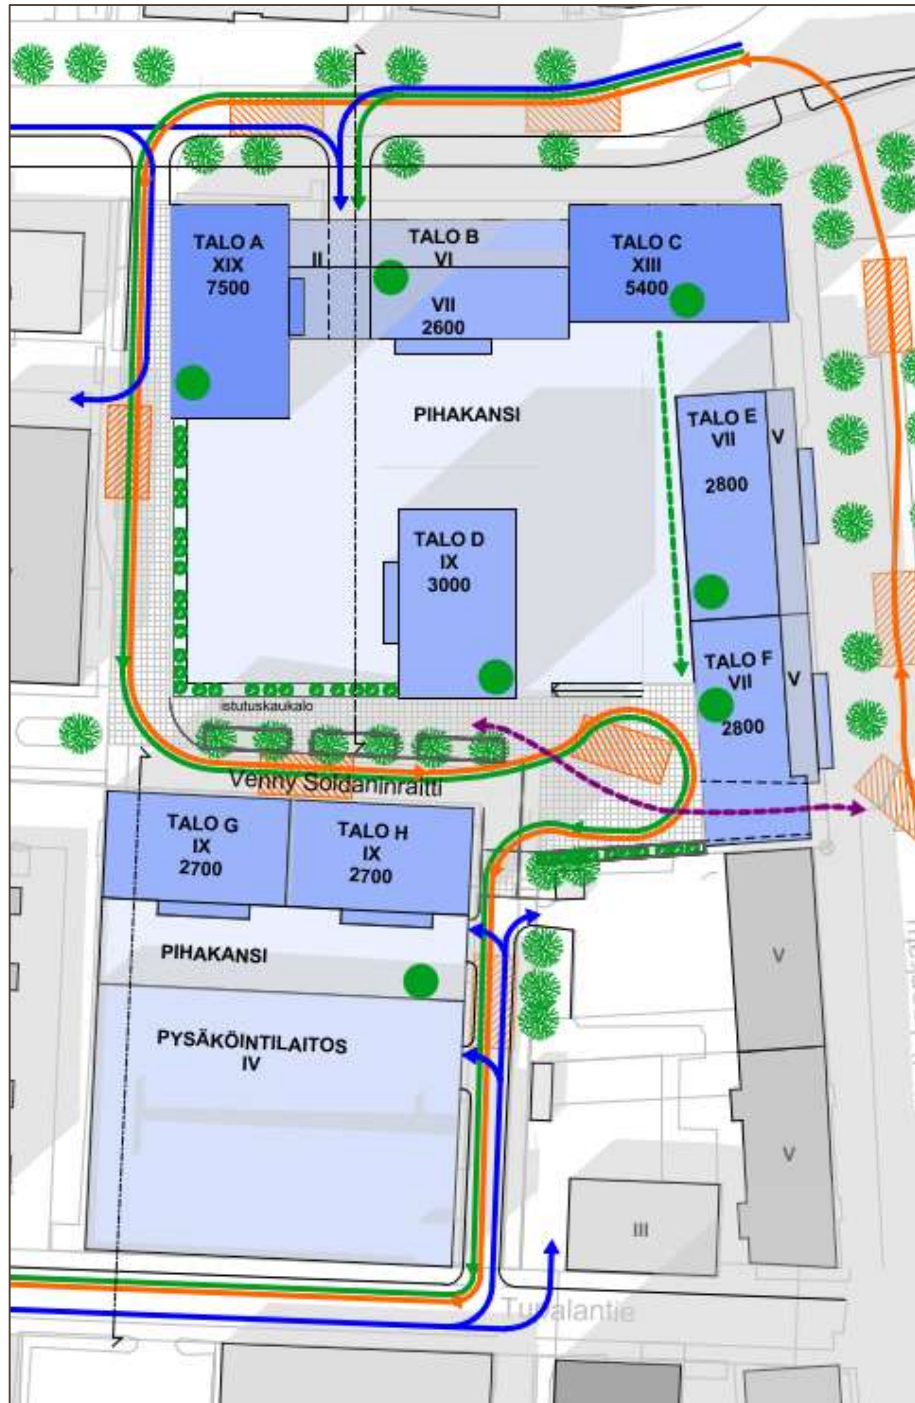 TALO A
XIX
7500
II
TALO B
VI
VII
2600
TALO C
XIII
5400
PIHAKANSI
TALO E
VII
V
2800
TALO D
IX
3000
TALO F
VII
V
2800
istutuskaukalo
Venny Soldaninraitti
TALO G
IX
2700
TALO H
IX
2700
PIHAKANSI
V
PYSÄKÖINTILAITOS
IV
V
III
Tupalantie